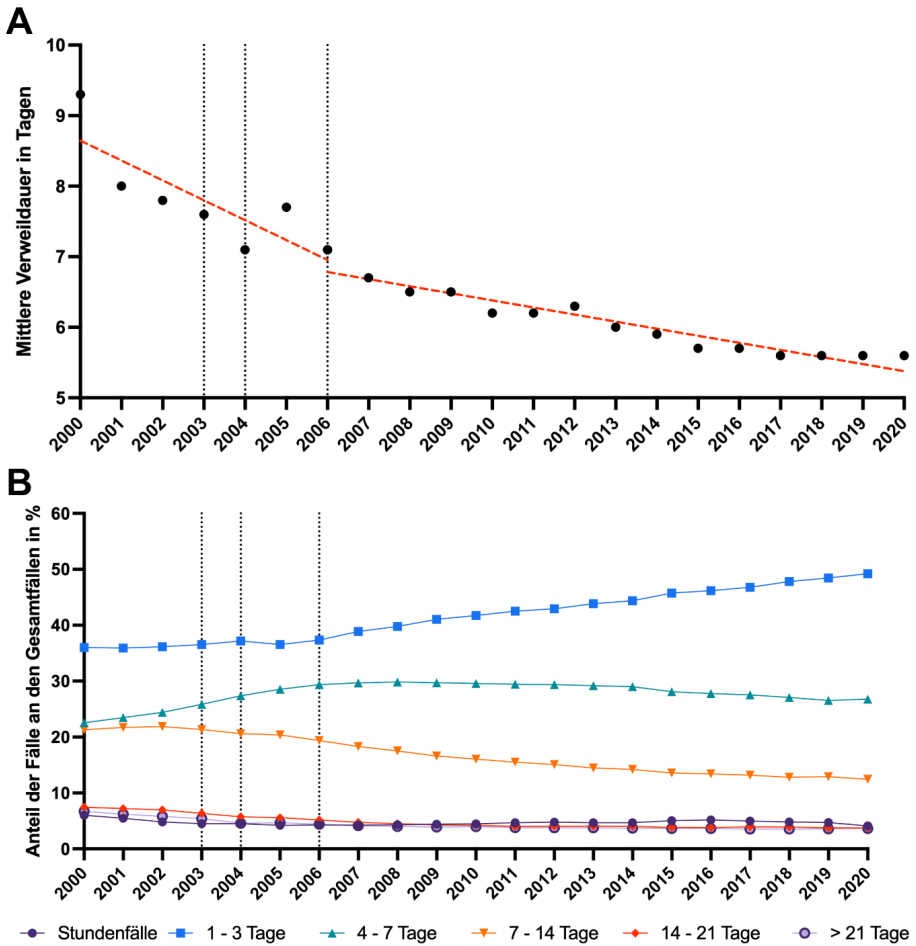 A
Mittlere Verweildauer in Tagen
10
9
8
7
6
5
2000 2001 2002 2003 2004 2005 2006 2007 2008 2009 2010 2011 2012 2013 2014 2015 2016 2017 2018 2019 2020
B
Anteil der Fälle an den Gesamtfällen in %
60
50
40
30
20
10
0
2000 2001 2002 2003 2004 2005 2006 2007 2008 2009 2010 2011 2012 2013 2014 2015 2016 2017 2018 2019 2020
Stundenfälle 1 - 3 Tage 4 - 7 Tage 7 - 14 Tage 14 - 21 Tage > 21 Tage